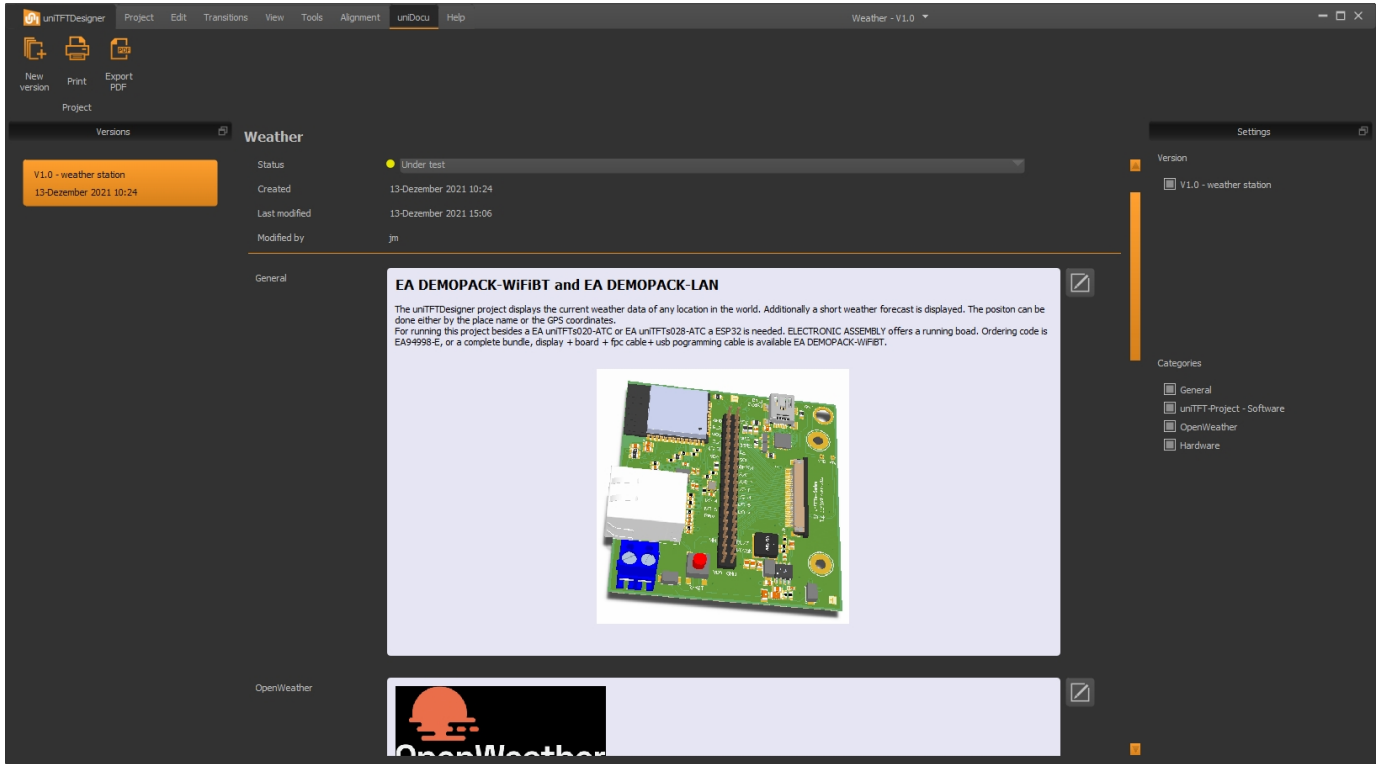 uniTFTDesigner Project Edit Transitions View Tools Alignment uniDocu Help Weather - V1.0
New version
Print
Export PDF
PDF
Project
Versions
V1.0 - weather station
13-Dezember 2021 10:24
Weather
Status Under test
Created 13-Dezember 2021 10:24
Last modified 13-Dezember 2021 15:06
Modified by jm
General
EA DEMOPACK-WiFiBT and EA DEMOPACK-LAN
The uniTFTDesigner project displays the current weather data of any location in the world. Additionally a short weather forecast is displayed. The positon can be
done either by the place name or the GPS coordinates.
For running this project besides a EA uniTFTs020-ATC or EA uniTFTs028-ATC a ESP32 is needed. ELECTRONIC ASSEMBLY offers a running boad. Ordering code is
EA94998-E, or a complete bundle, display + board + fpc cable+ usb pogramming cable is available EA DEMOPACK-WiFiBT.
OpenWeather
OpenWeather
Settings
Version
V1.0 - weather station
Categories
General
uniTFT-Project - Software
OpenWeather
Hardware